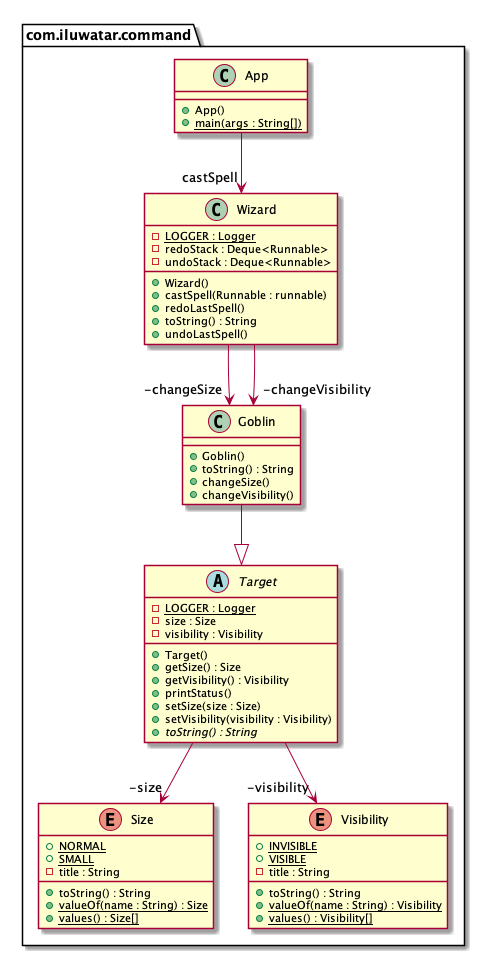 com.iluwatar.command
C App
App()
main(args : String[])
castSpell
C Wizard
LOGGER : Logger
redoStack : Deque<Runnable>
undoStack : Deque<Runnable>
Wizard()
castSpell(Runnable : runnable)
redoLastSpell()
toString() : String
undoLastSpell()
-changeSize -changeVisibility
C Goblin
Goblin()
toString() : String
changeSize()
changeVisibility()
A Target
LOGGER : Logger
size : Size
visibility : Visibility
Target()
getSize() : Size
getVisibility() : Visibility
printStatus()
setSize(size : Size)
setVisibility(visibility : Visibility)
toString() : String
-size -visibility
E Size
NORMAL
SMALL
title : String
toString() : String
valueOf(name : String) : Size
values() : Size[]
E Visibility
INVISIBLE
VISIBLE
title : String
toString() : String
valueOf(name : String) : Visibility
values() : Visibility[]